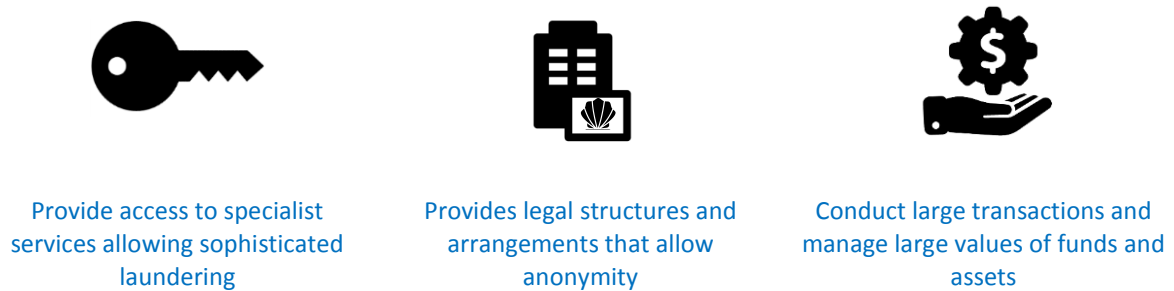 $
Provide access to specialist
services allowing sophisticated
laundering
Provides legal structures and
arrangements that allow
anonymity
Conduct large transactions and
manage large values of funds and
assets